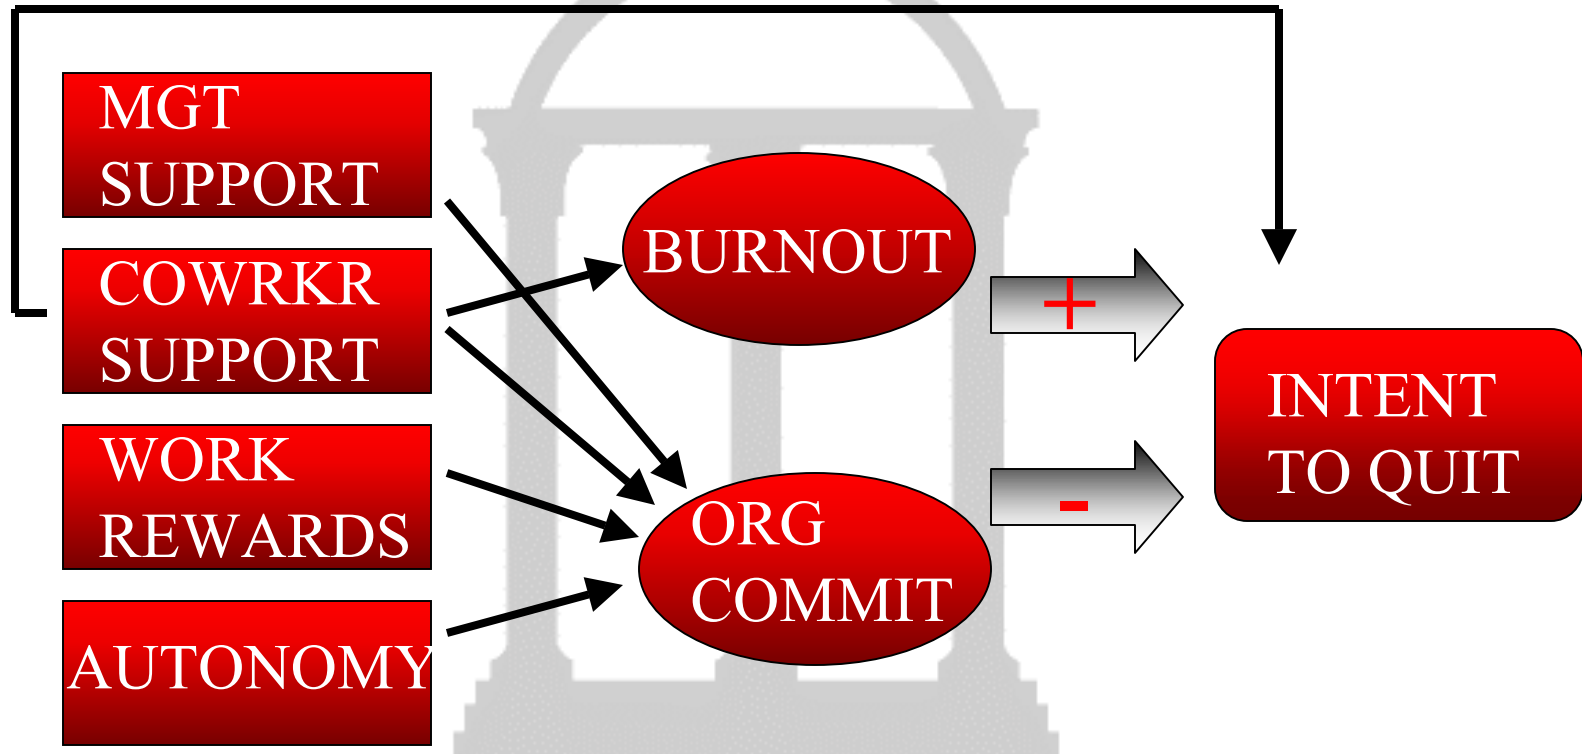 MGT
SUPPORT
COWRKR
SUPPORT
WORK
REWARDS
AUTONOMY
BURNOUT
ORG
COMMIT
+
-
INTENT
TO QUIT